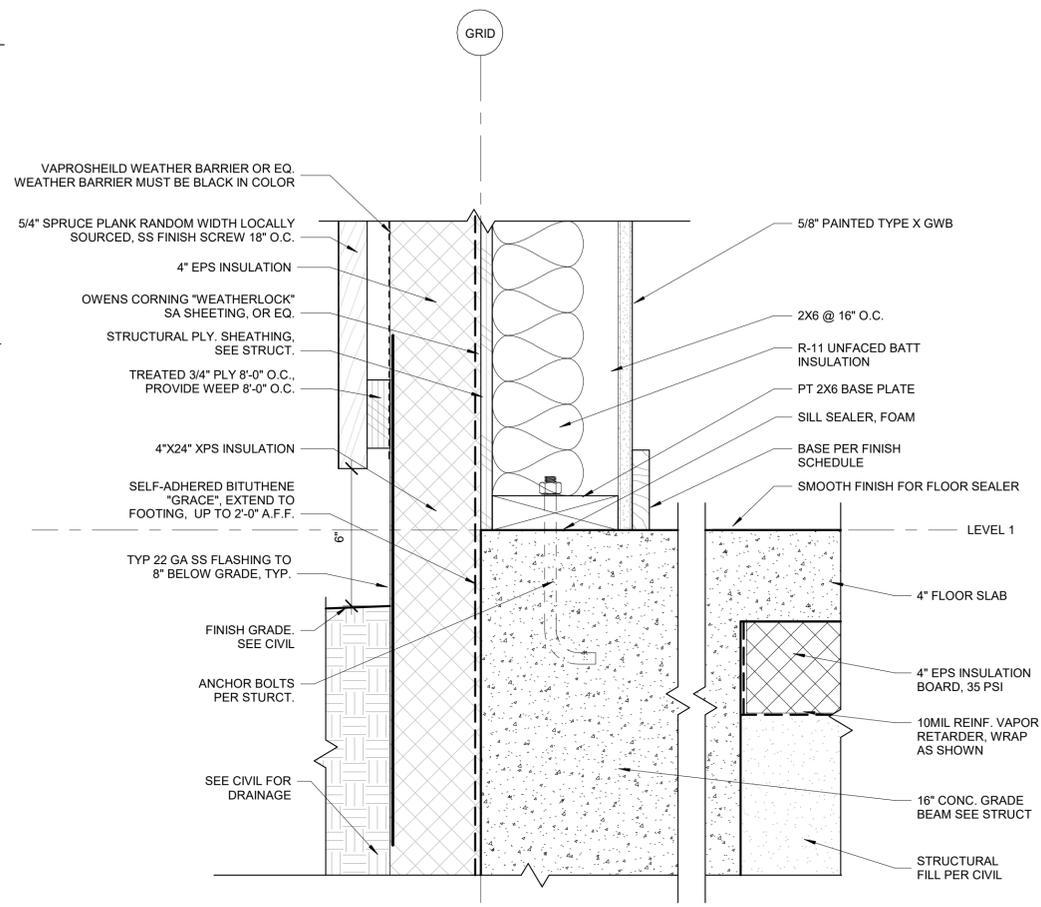 GRID
VAPROSHEILD WEATHER BARRIER OR EQ.
WEATHER BARRIER MUST BE BLACK IN COLOR
5/4" SPRUCE PLANK RANDOM WIDTH LOCALLY
SOURCED, SS FINISH SCREW 18" O.C.
4" EPS INSULATION
OWENS CORNING "WEATHERLOCK"
SA SHEETING, OR EQ.
STRUCTURAL PLY. SHEATHING,
SEE STRUCT.
TREATED 3/4" PLY 8'-0" O.C.,
PROVIDE WEEP 8'-0" O.C.
4"X24" XPS INSULATION
SELF-ADHERED BITUTHENE
"GRACE", EXTEND TO
FOOTING, UP TO 2'-0" A.F.F.
6"
TYP 22 GA SS FLASHING TO
8" BELOW GRADE, TYP.
FINISH GRADE.
SEE CIVIL
ANCHOR BOLTS
PER STURCT.
SEE CIVIL FOR
DRAINAGE
5/8" PAINTED TYPE X GWB
2X6 @ 16" O.C.
R-11 UNFACED BATT
INSULATION
PT 2X6 BASE PLATE
SILL SEALER, FOAM
BASE PER FINISH
SCHEDULE
SMOOTH FINISH FOR FLOOR SEALER
LEVEL 1
4" FLOOR SLAB
4" EPS INSULATION
BOARD, 35 PSI
10MIL REINF. VAPOR
RETARDER, WRAP
AS SHOWN
16" CONC. GRADE
BEAM SEE STRUCT
STRUCTURAL
FILL PER CIVIL